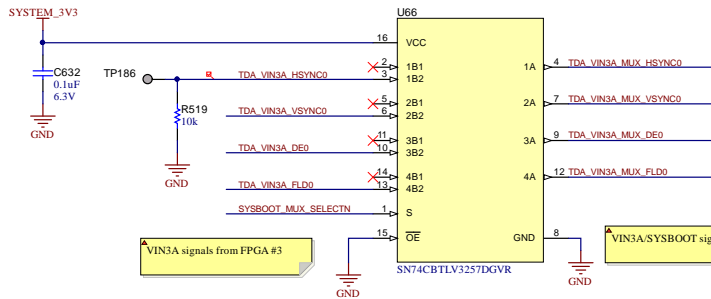 SYSTEM_3V3
U66
16 VCC
C632
0.1uF
6.3V
GND
TP186
2 1B1
TDA_VIN3A_HSYNC0 3 1B2
1A 4 TDA_VIN3A_MUX_HSYNC0
R519
10k
GND
5 2B1
TDA_VIN3A_VSYNC0 6 2B2
2A 7 TDA_VIN3A_MUX_VSYNC0
11 3B1
TDA_VIN3A_DE0 10 3B2
3A 9 TDA_VIN3A_MUX_DE0
14 4B1
TDA_VIN3A_FLD0 13 4B2
4A 12 TDA_VIN3A_MUX_FLD0
SYSBOOT_MUX_SELECTN 1 S
15 OE
GND 8
VIN3A signals from FPGA #3
VIN3A/SYSBOOT sig
SN74CBTLV3257DGVR
GND
GND